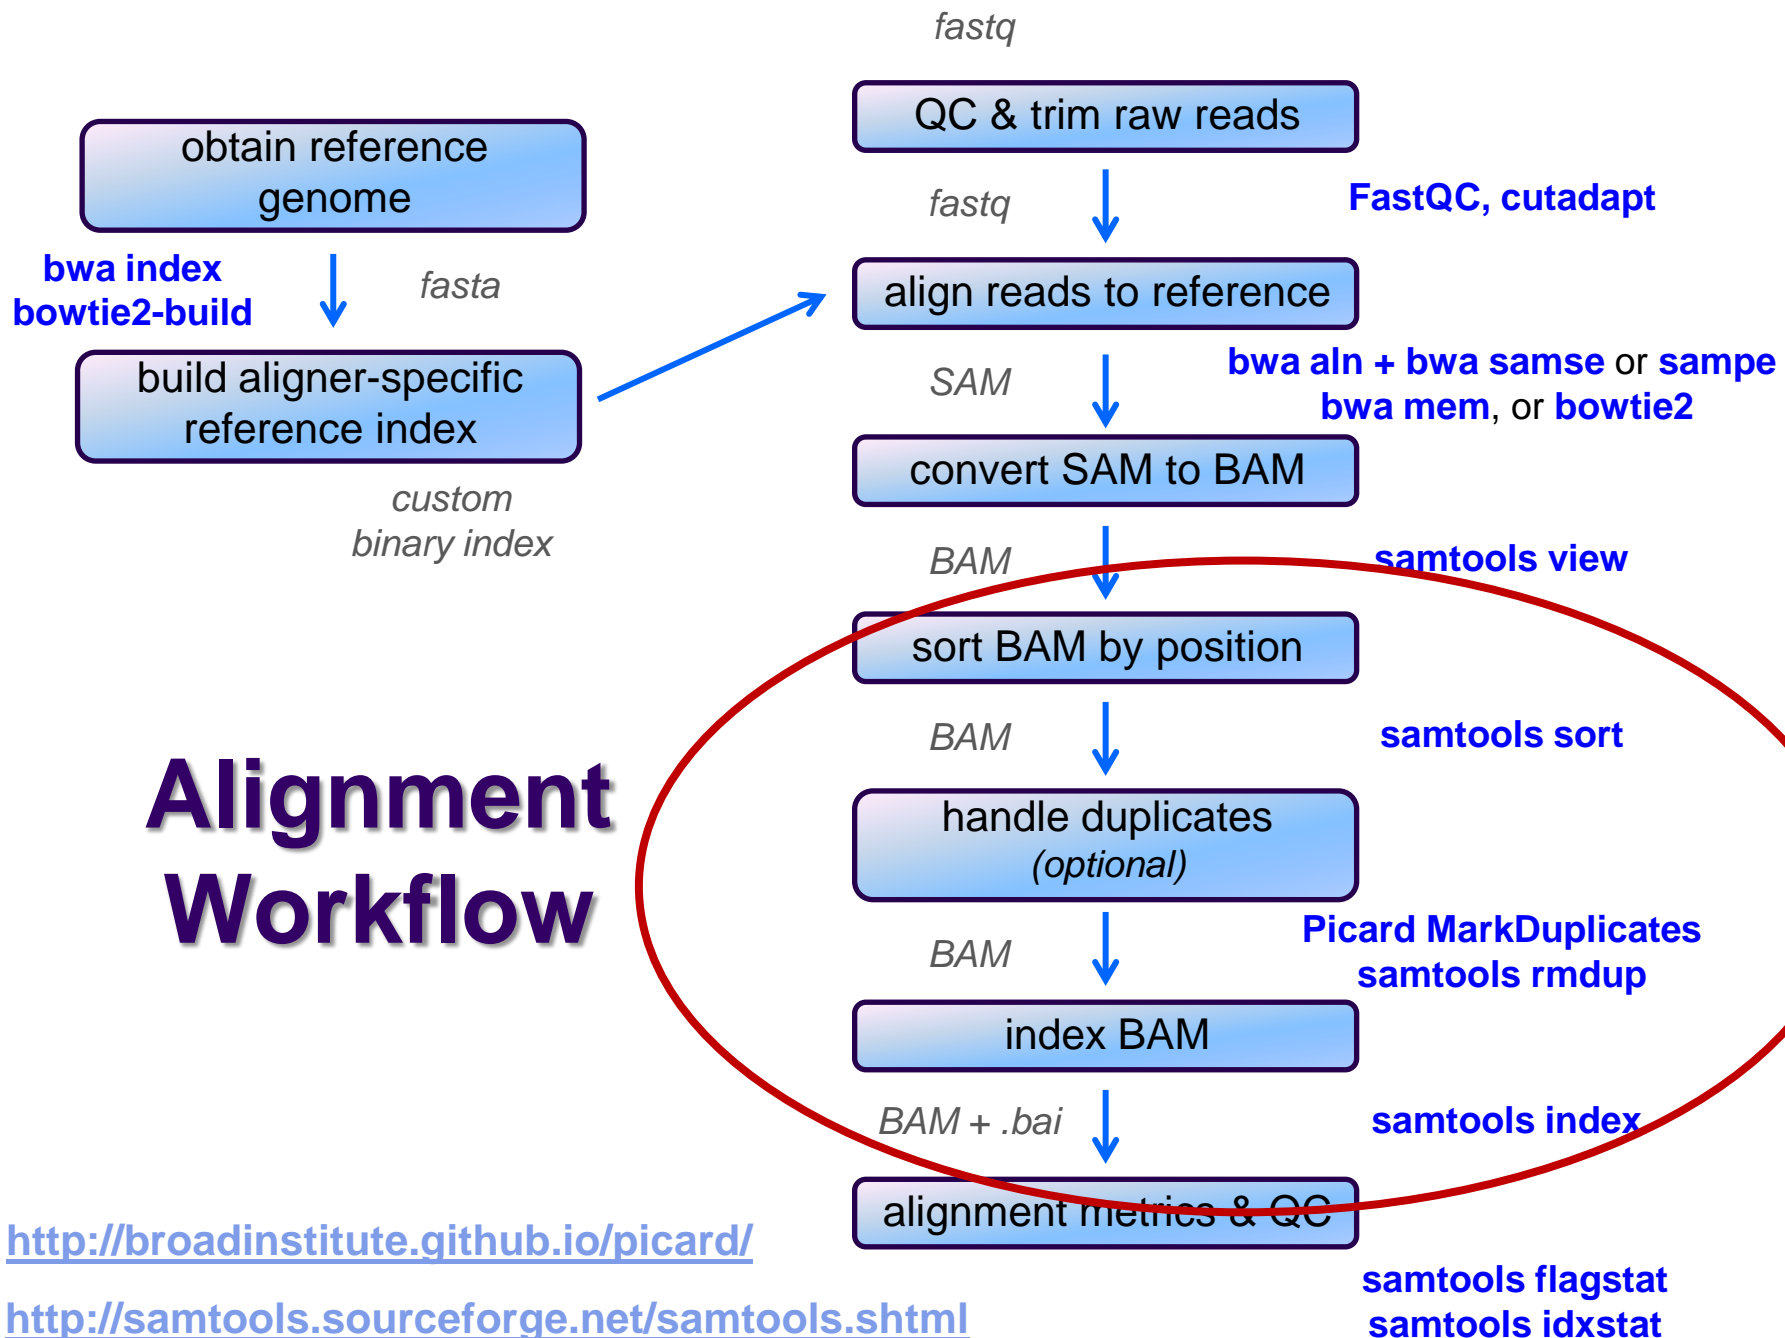 fastq
QC & trim raw reads
fastq
FastQC, cutadapt
obtain reference
genome
bwa index
bowtie2-build
fasta
build aligner-specific
reference index
custom
binary index
align reads to reference
SAM
bwa aln + bwa samse or sampe
bwa mem, or bowtie2
convert SAM to BAM
BAM
samtools view
sort BAM by position
BAM
samtools sort
Alignment
Workflow
handle duplicates
(optional)
BAM
Picard MarkDuplicates
samtools rmdup
index BAM
BAM + .bai
samtools index
alignment metrics & QC
samtools flagstat
samtools idxstat
http://broadinstitute.github.io/picard/
http://samtools.sourceforge.net/samtools.shtml